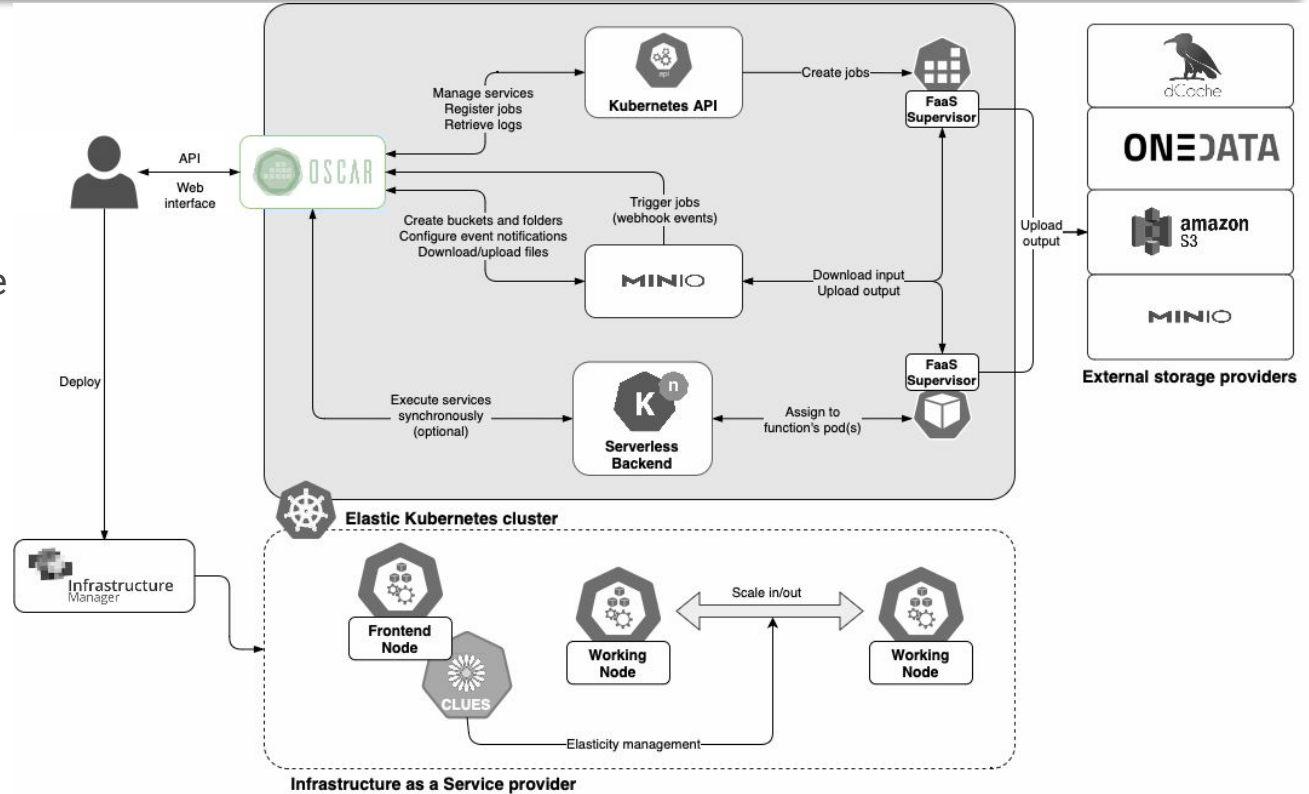 api
Kubernetes API
Create jobs
FaaS
Supervisor
dCache
ONEDATA
amazon
S3
MINIO
External storage providers
Manage services
Register jobs
Retrieve logs
API
Web
interface
OSCAR
Trigger jobs
(webhook events)
Create buckets and folders
Configure event notifications
Download/upload files
MINIO
Download input
Upload output
Upload
output
e
Deploy
FaaS
Supervisor
Execute services
synchronously
(optional)
K
n
Serverless
Backend
Assign to
function's pod(s)
Elastic Kubernetes cluster
Infrastructure
Manager
Frontend
Node
CLUES
Working
Node
Scale in/out
Working
Node
Elasticity management
Infrastructure as a Service provider